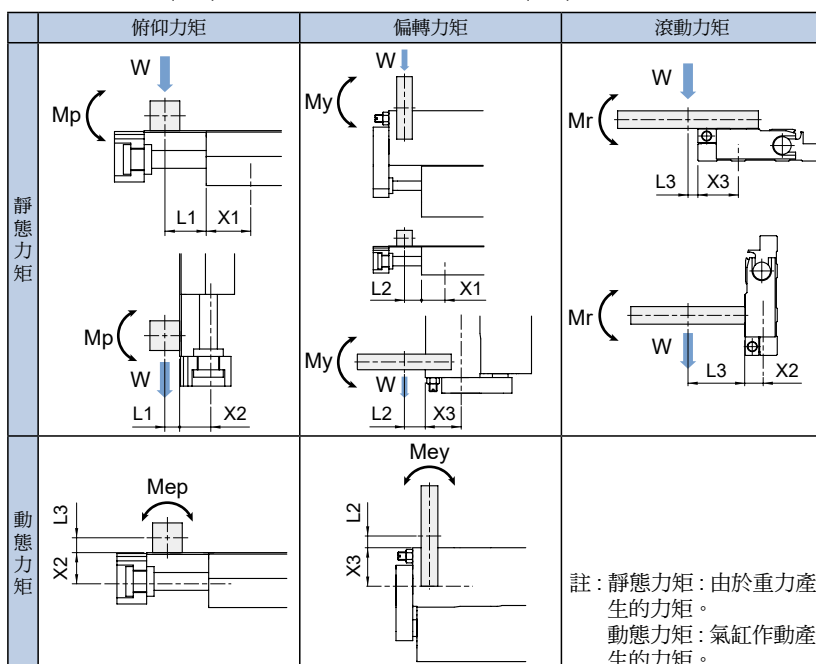 俯仰力矩
偏轉力矩
滾動力矩
靜態力矩
W
Mp
L1
X1
Mp
W
L1
X2
W
My
L2
X1
My
W
L2
X3
W
Mr
L3
X3
Mr
W
L3
X2
動態力矩
Mep
L3
X2
Mey
L2
X3
註 : 靜態力矩 : 由於重力產
生的力矩。
動態力矩 : 氣缸作動產
生的力矩。